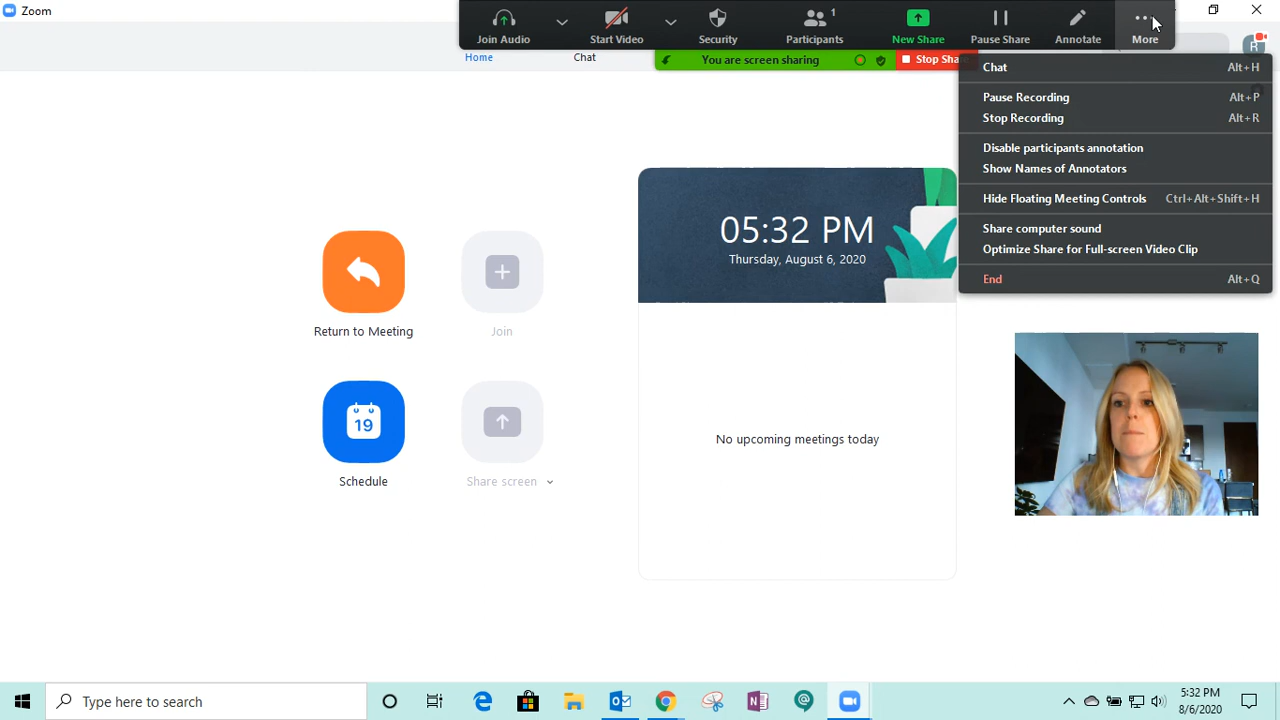 Zoom
Join Audio
Start Video
Security
Participants
1
New Share
Pause Share
Annotate
More
Home
Chat
You are screen sharing
Stop Sha
R
Chat Alt+H
Pause Recording Alt+P
Stop Recording Alt+R
Disable participants annotation
Show Names of Annotators
Hide Floating Meeting Controls Ctrl+Alt+Shift+H
Share computer sound
Optimize Share for Full-screen Video Clip
End Alt+Q
05:32 PM
Thursday, August 6, 2020
Return to Meeting
Join
19
Schedule
Share screen
No upcoming meetings today
Type here to search
5:32 PM
8/6/2020